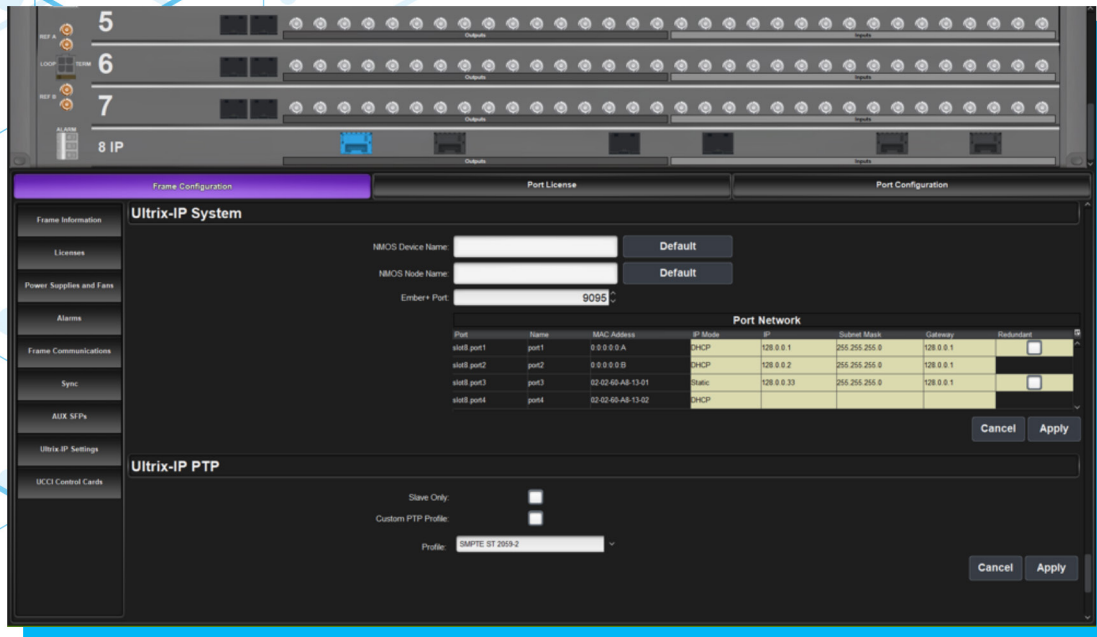 5
Outputs Inputs
REF A
LOOP TERM 6
Outputs Inputs
REF B
7
Outputs Inputs
ALARM
8 IP
Outputs Inputs
Frame Configuration Port License Port Configuration
Frame Information
Licenses
Power Supplies and Fans
Alarms
Frame Communications
Sync
AUX SFPs
Ultrix-IP Settings
UCCI Control Cards
Ultrix-IP System
NMOS Device Name: Default
NMOS Node Name: Default
Ember+ Port: 9095
Port Network
Port Name MAC Addess IP Mode IP Subnet Mask Gateway Redundant
slot8.port1 port1 0:0:0:0:0:A DHCP 128.0.0.1 255.255.255.0 128.0.0.1
slot8.port2 port2 0:0:0:0:0:B DHCP 128.0.0.2 255.255.255.0 128.0.0.1
slot8.port3 port3 02-02-60-A8-13-01 Static 128.0.0.33 255.255.255.0 128.0.0.1
slot8.port4 port4 02-02-60-A8-13-02 DHCP
Cancel Apply
Ultrix-IP PTP
Slave Only:
Custom PTP Profile:
Profile: SMPTE ST 2059-2
Cancel Apply